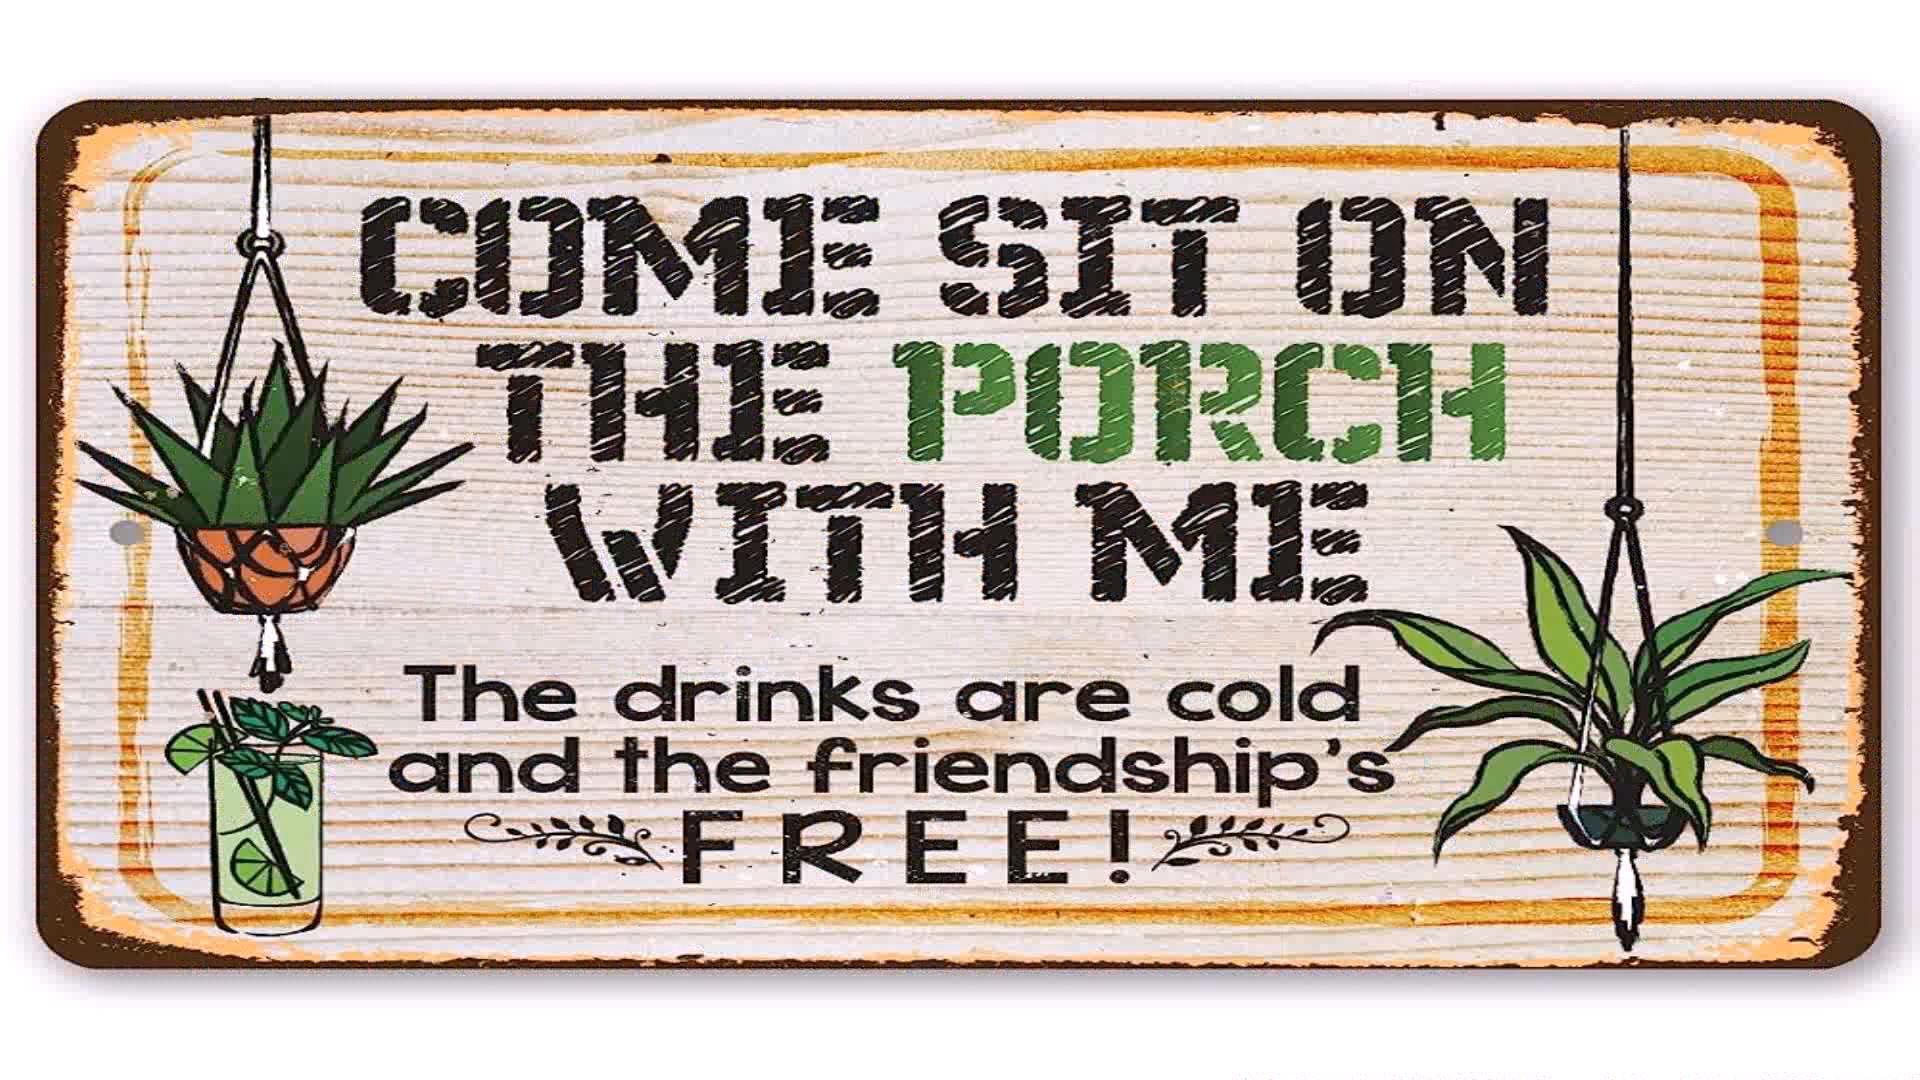 COME SIT ON
THE PORCH
WITH ME
The drinks are cold
and the friendship's
FREE!